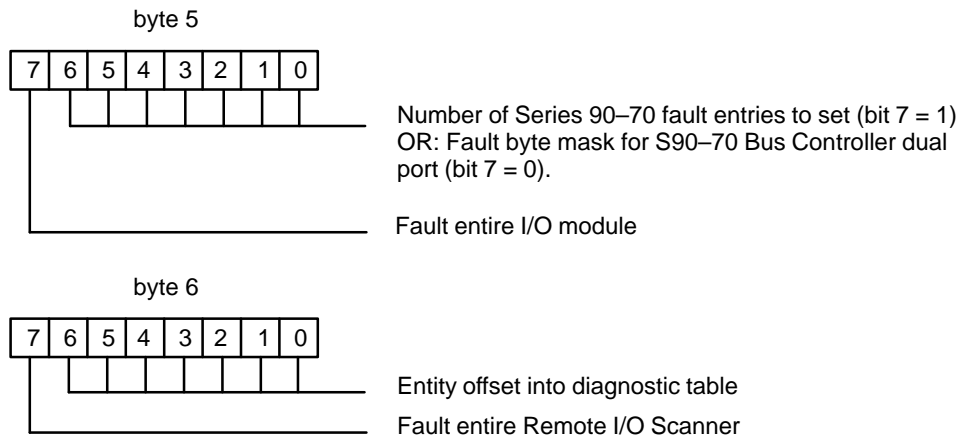 byte 5
7 6 5 4 3 2 1 0
Number of Series 90–70 fault entries to set (bit 7 = 1)
OR: Fault byte mask for S90–70 Bus Controller dual
port (bit 7 = 0).
Fault entire I/O module
byte 6
7 6 5 4 3 2 1 0
Entity offset into diagnostic table
Fault entire Remote I/O Scanner